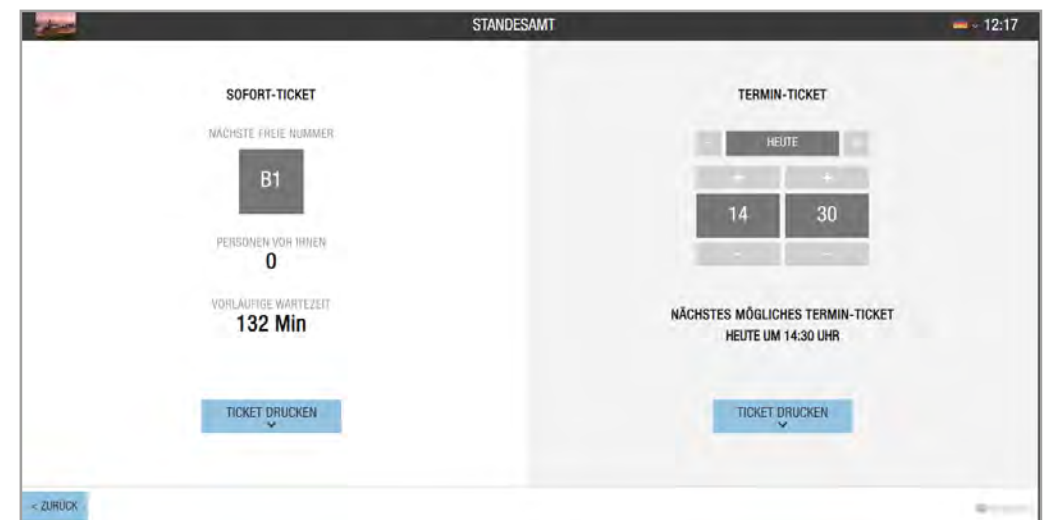 STANDESAMT
12:17
SOFORT-TICKET
NÄCHSTE FREIE NUMMER
B1
PERSONEN VOR IHNEN
0
VORLÄUFIGE WARTEZEIT
132 Min
TICKET DRUCKEN
TERMIN-TICKET
- HEUTE +
+ +
14 30
- -
NÄCHSTES MÖGLICHES TERMIN-TICKET
HEUTE UM 14:30 UHR
TICKET DRUCKEN
< ZURÜCK